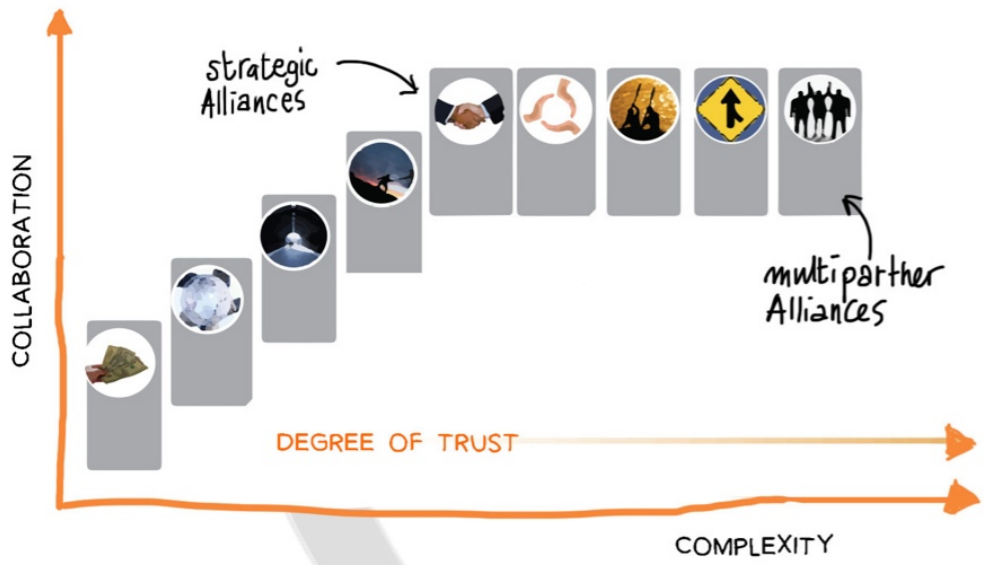 strategic
Alliances
COLLABORATION
multiparther
Alliances
DEGREE OF TRUST
COMPLEXITY